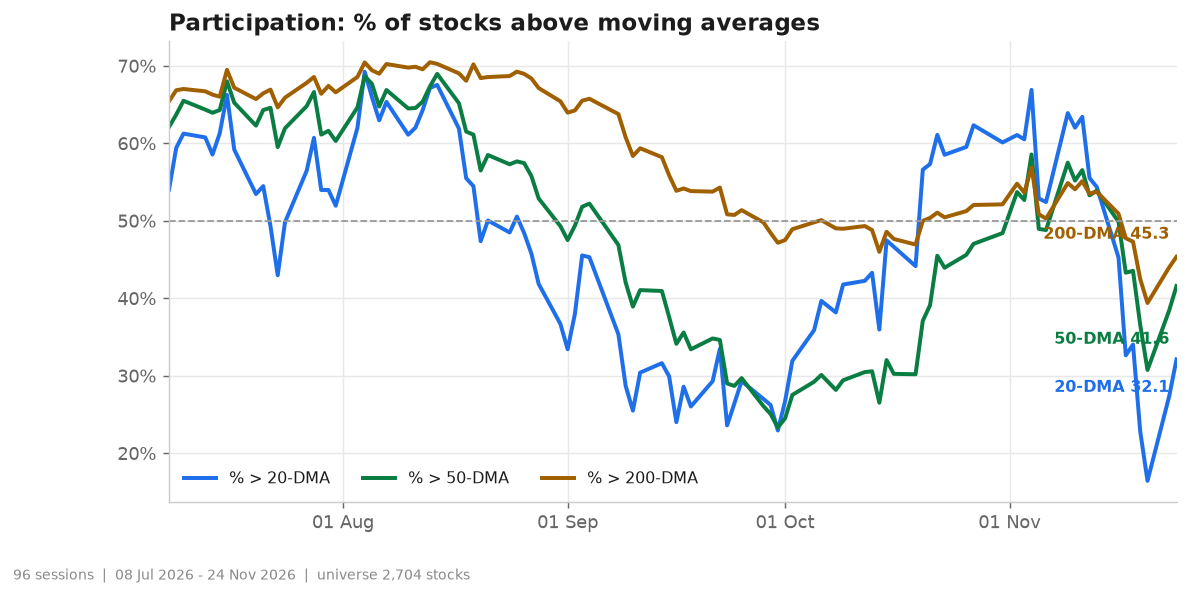 Participation: % of stocks above moving averages
70%
60%
50%
40%
30%
20%
200-DMA 45.3
50-DMA 41.6
20-DMA 32.1
% > 20-DMA
% > 50-DMA
% > 200-DMA
01 Aug
01 Sep
01 Oct
01 Nov
96 sessions | 08 Jul 2026 - 24 Nov 2026 | universe 2,704 stocks